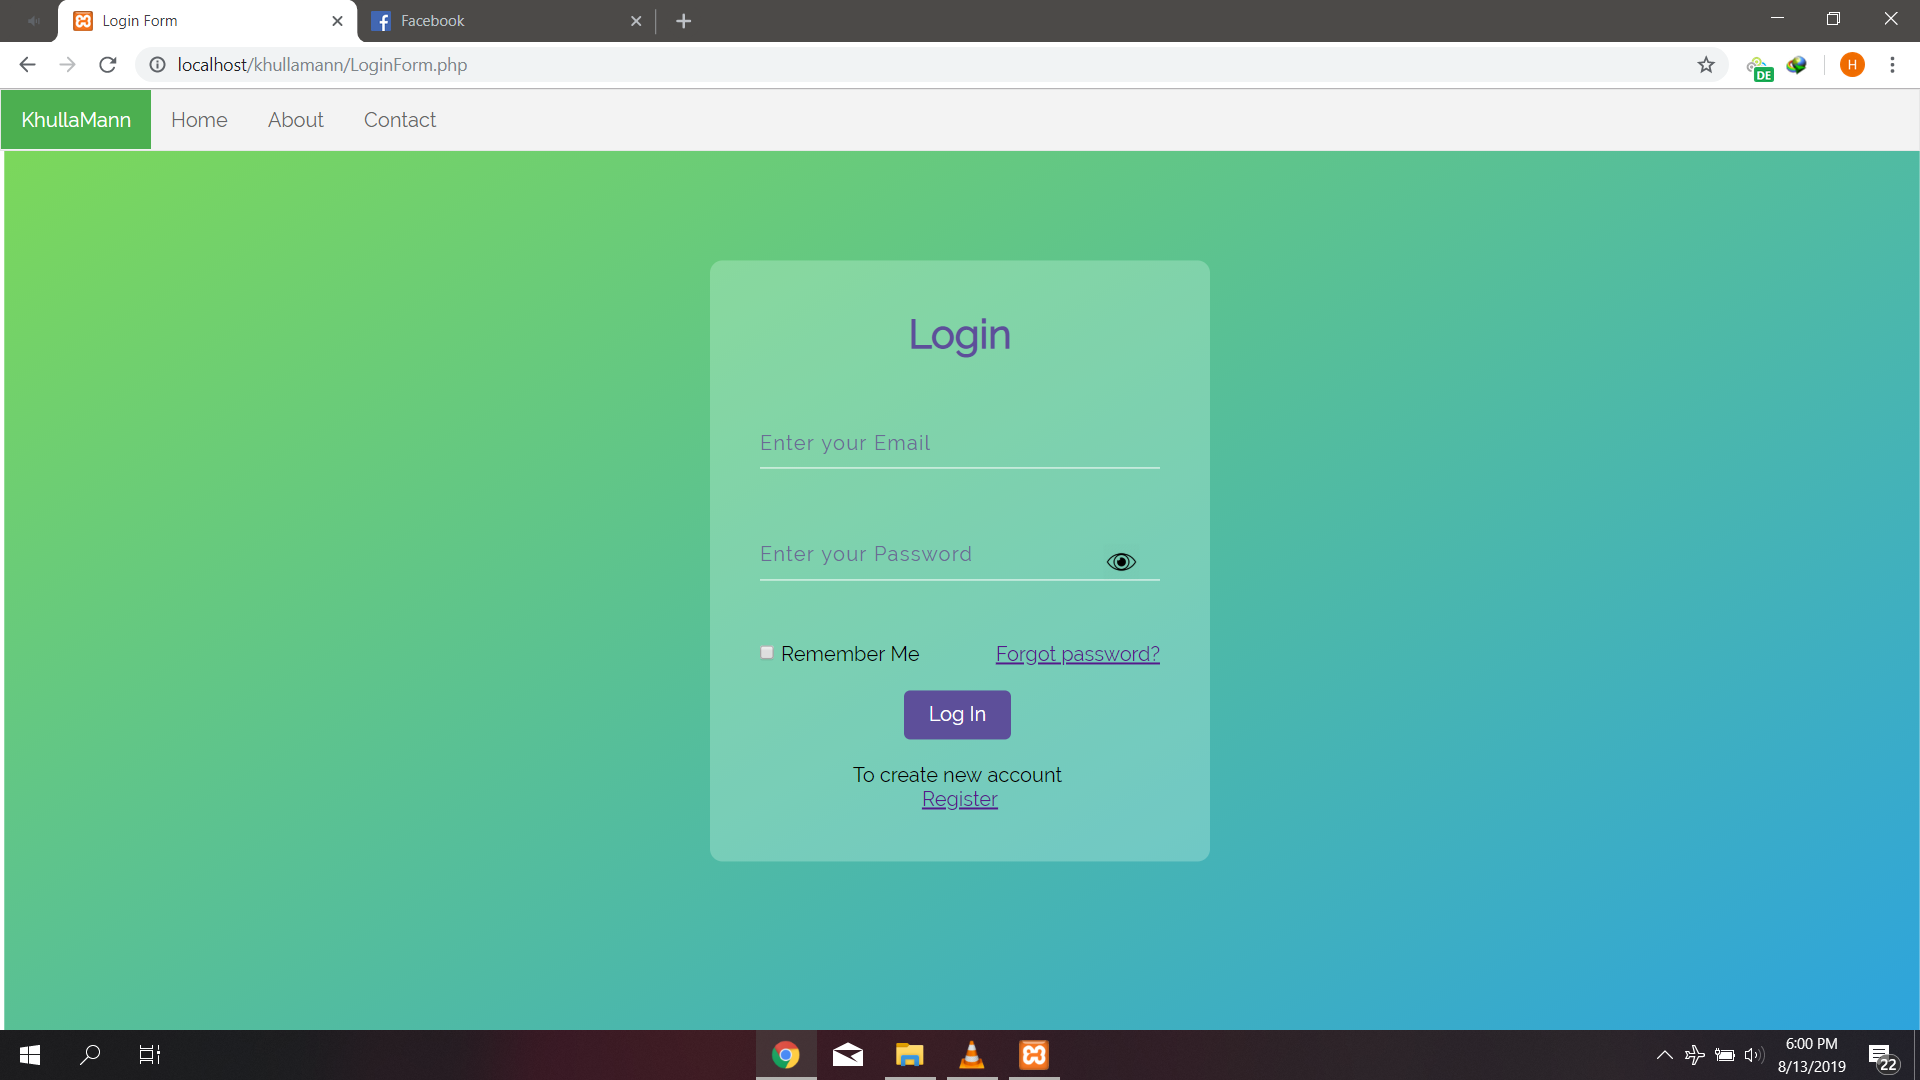 Login Form
Facebook
localhost/khullamann/LoginForm.php
DE
H
KhullaMann Home About Contact
Login
Enter your Email
Enter your Password
Remember Me Forgot password?
Log In
To create new account
Register
6:00 PM
8/13/2019
22